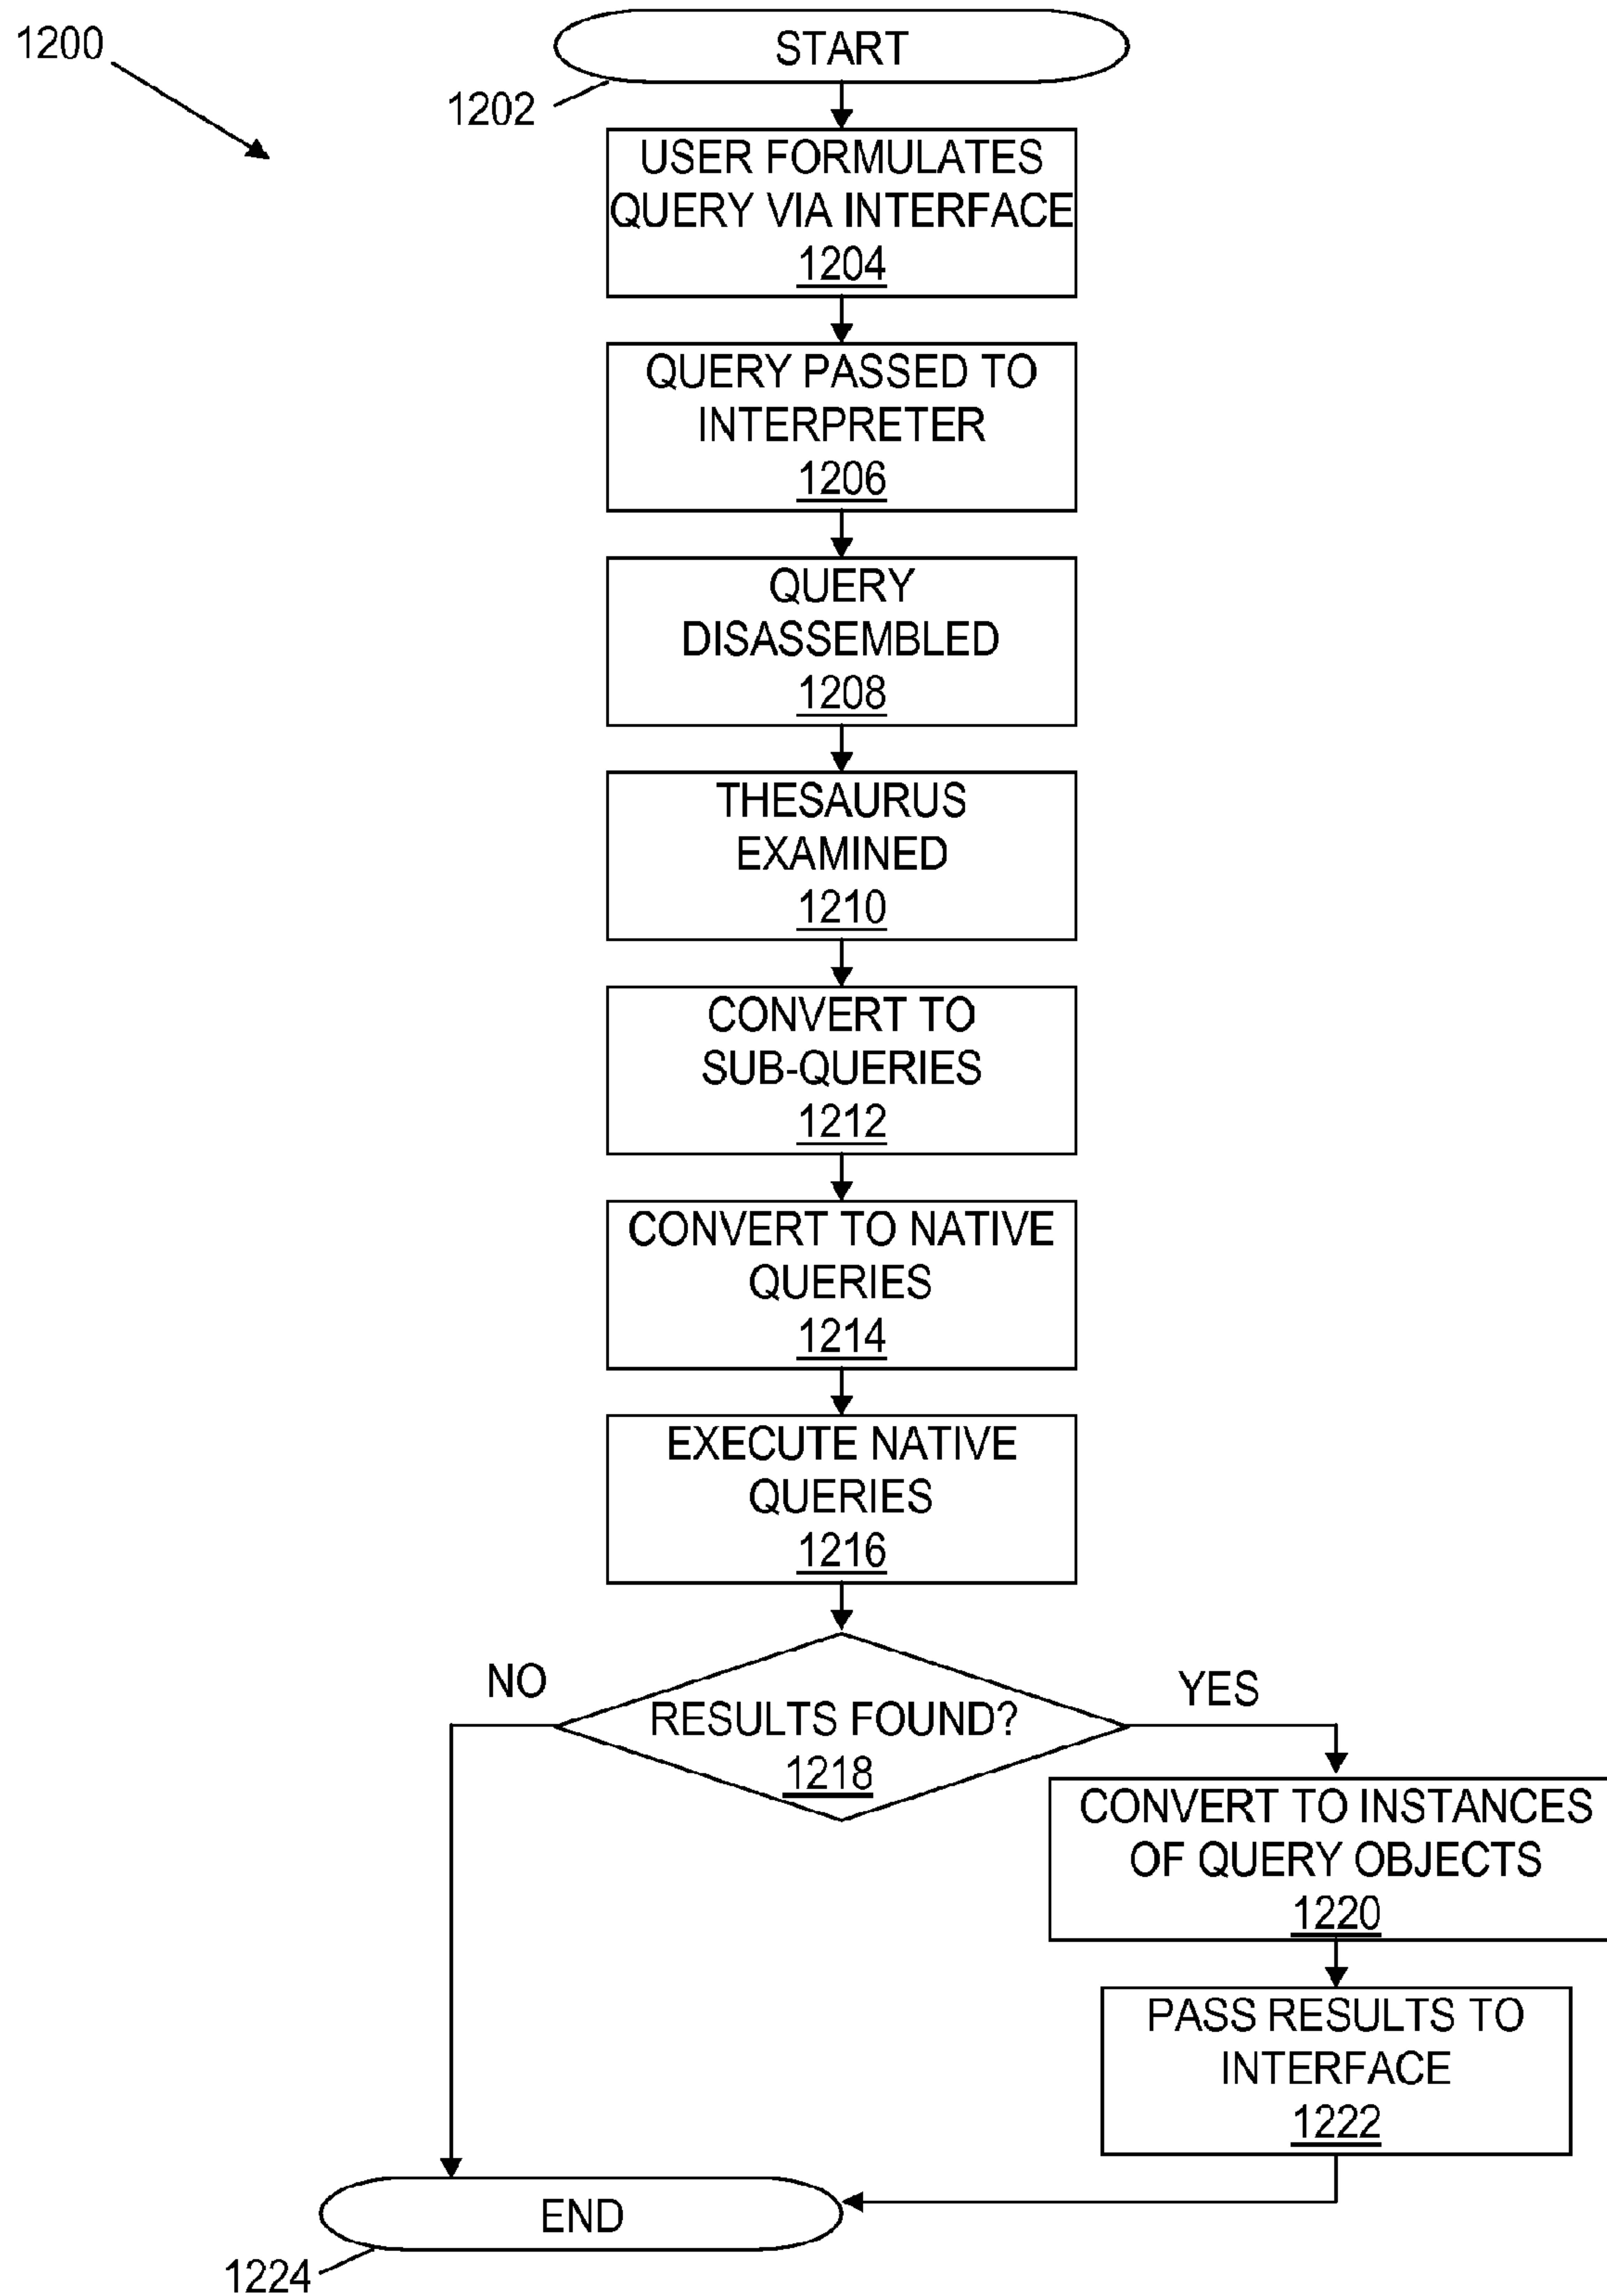 1200
START
1202
USER FORMULATES
QUERY VIA INTERFACE
1204
QUERY PASSED TO
INTERPRETER
1206
QUERY
DISASSEMBLED
1208
THESAURUS
EXAMINED
1210
CONVERT TO
SUB-QUERIES
1212
CONVERT TO NATIVE
QUERIES
1214
EXECUTE NATIVE
QUERIES
1216
NO
YES
RESULTS FOUND?
1218
CONVERT TO INSTANCES
OF QUERY OBJECTS
1220
PASS RESULTS TO
INTERFACE
1222
END
1224